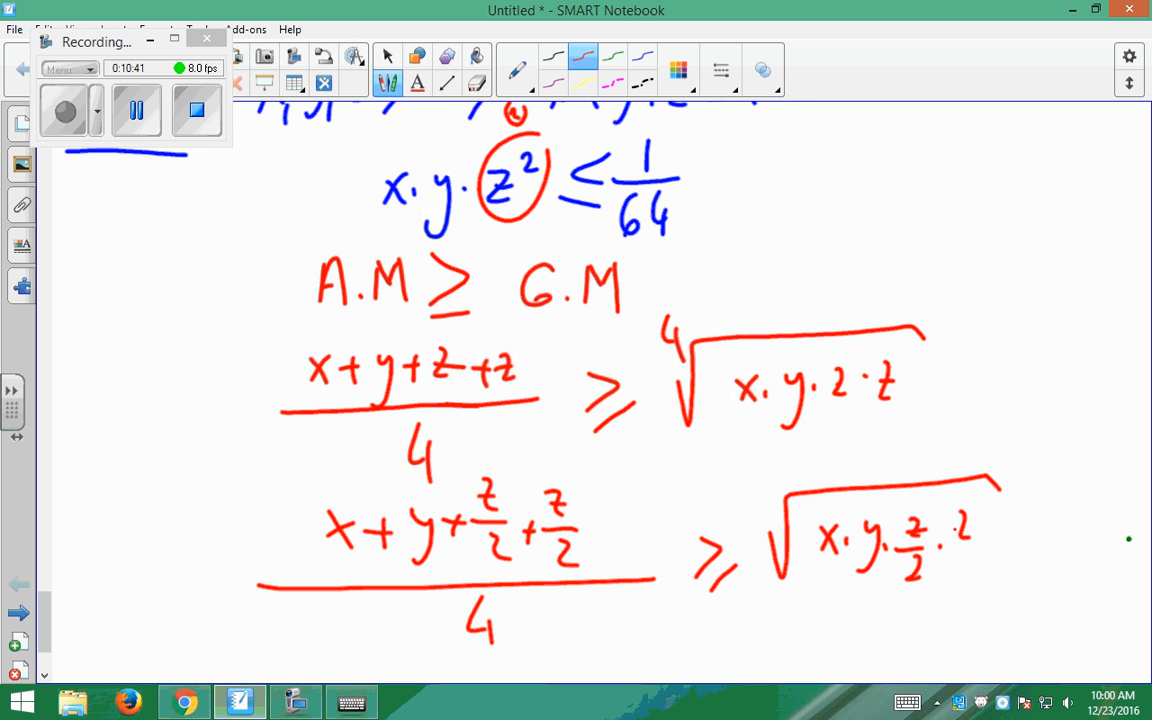 Untitled * - SMART Notebook
File
Add-ons Help
Recording...
Menu 0:10:41 8.0 fps
x.y.z² ≤ 1/64
A.M ≥ G.M
(x+y+z+z)/4 ≥ ⁴√(x.y.z.z)
(x+y+z/2+z/2)/4 ≥ √(x.y.z/2.z
10:00 AM
12/23/2016